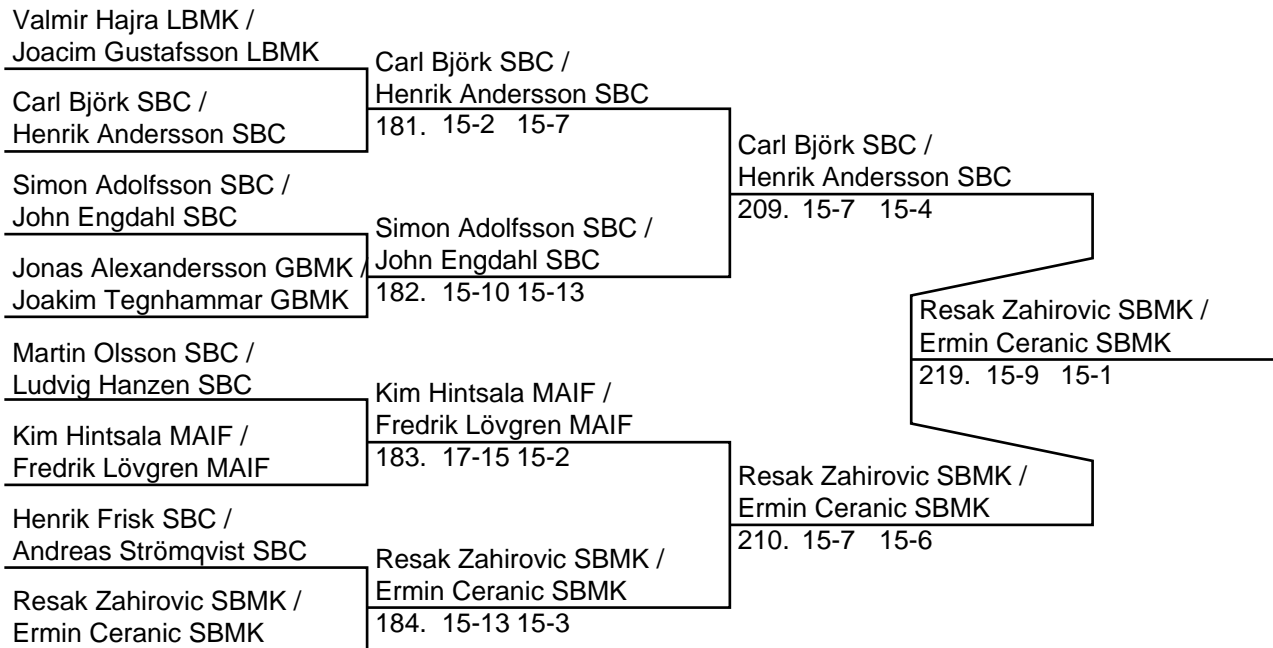 Valmir Hajra LBMK /
Joacim Gustafsson LBMK
Carl Björk SBC /
Henrik Andersson SBC
Simon Adolfsson SBC /
John Engdahl SBC
Jonas Alexandersson GBMK /
Joakim Tegnhammar GBMK
Martin Olsson SBC /
Ludvig Hanzen SBC
Kim Hintsala MAIF /
Fredrik Lövgren MAIF
Henrik Frisk SBC /
Andreas Strömqvist SBC
Resak Zahirovic SBMK /
Ermin Ceranic SBMK
Carl Björk SBC /
Henrik Andersson SBC
181. 15-2 15-7
Simon Adolfsson SBC /
John Engdahl SBC
182. 15-10 15-13
Kim Hintsala MAIF /
Fredrik Lövgren MAIF
183. 17-15 15-2
Resak Zahirovic SBMK /
Ermin Ceranic SBMK
184. 15-13 15-3
Carl Björk SBC /
Henrik Andersson SBC
209. 15-7 15-4
Resak Zahirovic SBMK /
Ermin Ceranic SBMK
210. 15-7 15-6
Resak Zahirovic SBMK /
Ermin Ceranic SBMK
219. 15-9 15-1